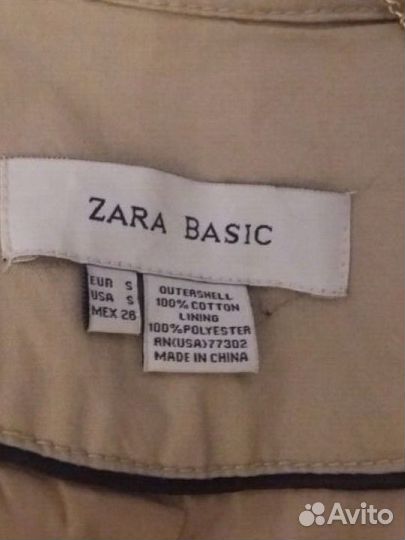 ZARA BASIC
EUR S
USA S
MEX 26
OUTERSHELL
100% COTTON
LINING
100% POLYESTER
RN(USA)77302
MADE IN CHINA
Avito